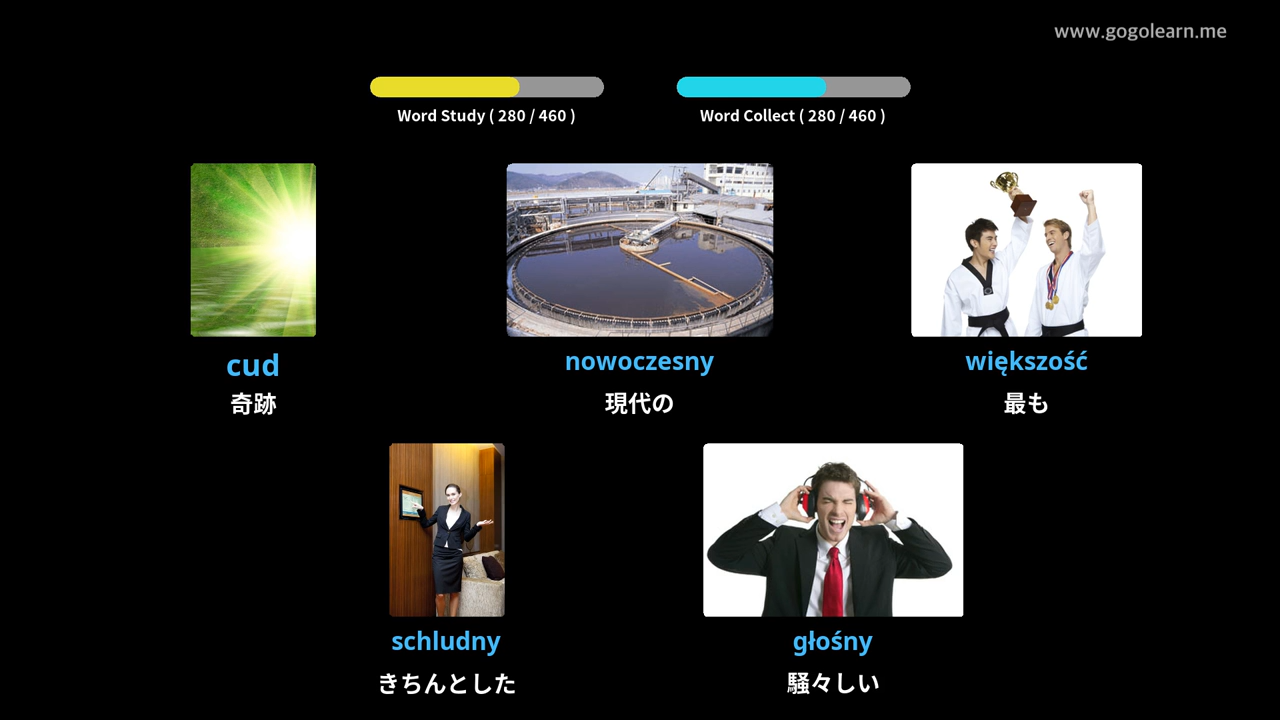 www.gogolearn.me
Word Study ( 280 / 460 )
Word Collect ( 280 / 460 )
cud
奇跡
nowoczesny
現代の
większość
最も
schludny
きちんとした
głośny
騒々しい